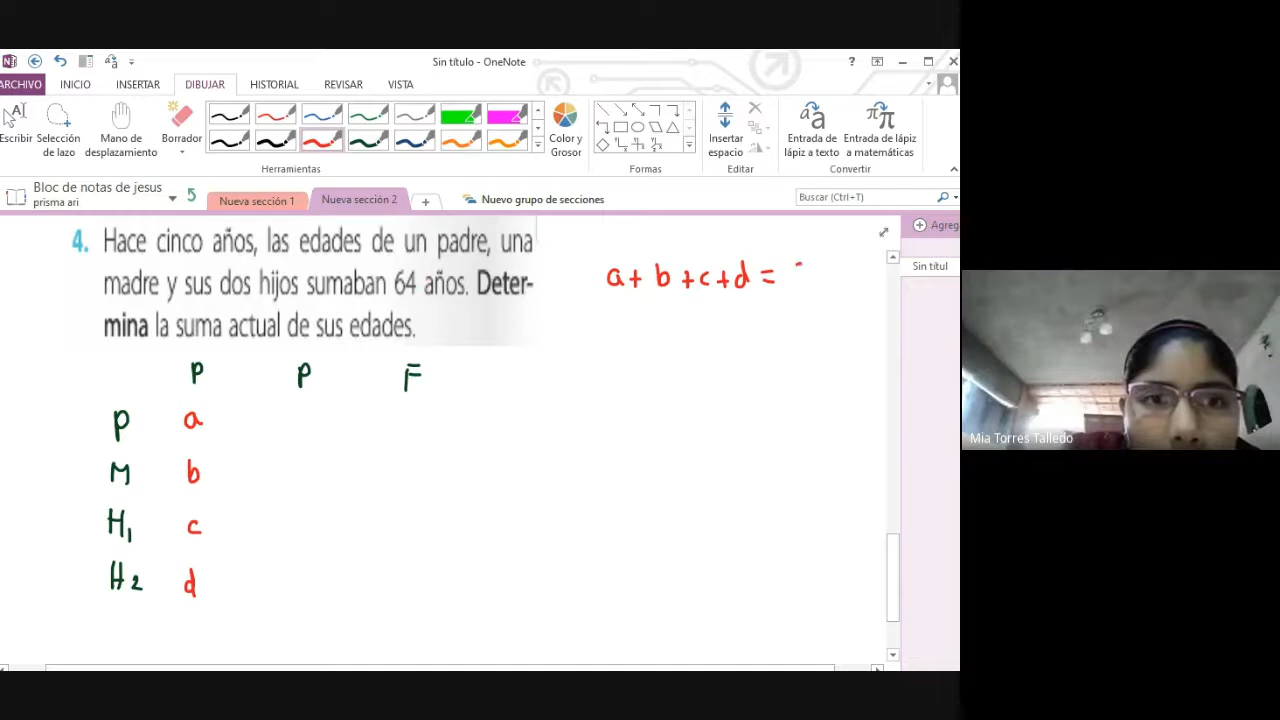 Sin título - OneNote
ARCHIVO INICIO INSERTAR DIBUJAR HISTORIAL REVISAR VISTA
Escribir
Selección de lazo
Mano de desplazamiento
Borrador
Color y Grosor
Insertar espacio
Entrada de lápiz a texto
Entrada de lápiz a matemáticas
Herramientas Formas Editar Convertir
Bloc de notas de jesus
prisma ari
Nueva sección 1 Nueva sección 2 + Nuevo grupo de secciones Buscar (Ctrl+T)
Agreg
Sin títul
4. Hace cinco años, las edades de un padre, una
madre y sus dos hijos sumaban 64 años. Deter-
mina la suma actual de sus edades.
a + b + c + d =
P P F
P a
M b
H1 c
H2 d
Mia Torres Talledo